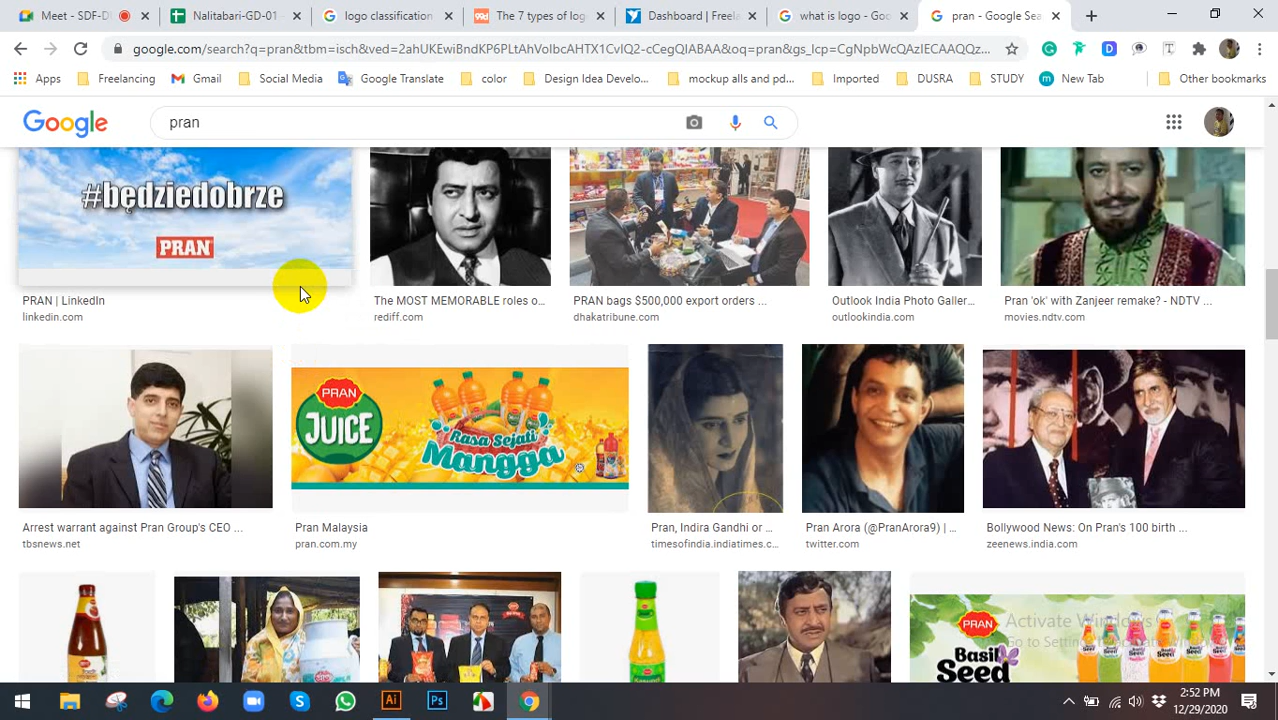 Meet - SDF-D
Nalitabari-GD-01 -
logo classification
The 7 types of log
Dashboard | Freela
what is logo - Goo
pran - Google Sea
google.com/search?q=pran&tbm=isch&ved=2ahUKEwiBndKP6PLtAhVolbcAHTX1CvIQ2-cCegQIABAA&oq=pran&gs_lcp=CgNpbWcQAzIECAAQQz...
Apps
Freelancing
Gmail
Social Media
Google Translate
color
Design Idea Develo...
mockup alls and pd...
Imported
DUSRA
STUDY
New Tab
Other bookmarks
Google
pran
#będziedobrze
PRAN
PRAN | LinkedIn
linkedin.com
The MOST MEMORABLE roles o...
rediff.com
PRAN bags $500,000 export orders ...
dhakatribune.com
Outlook India Photo Galler...
outlookindia.com
Pran 'ok' with Zanjeer remake? - NDTV ...
movies.ndtv.com
PRAN
JUICE
Rasa Sejati
Mangga
Arrest warrant against Pran Group's CEO ...
tbsnews.net
Pran Malaysia
pran.com.my
Pran, Indira Gandhi or ...
timesofindia.indiatimes.c...
Pran Arora (@PranArora9) | ...
twitter.com
Bollywood News: On Pran's 100 birth ...
zeenews.india.com
PRAN
Basil
Seed
Activate Windows
Go to Setting
2:52 PM
12/29/2020